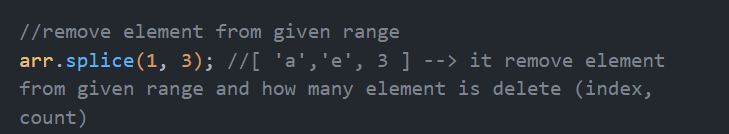 //remove element from given range
arr.splice(1, 3); //[ 'a','e', 3 ] --> it remove element
from given range and how many element is delete (index,
count)